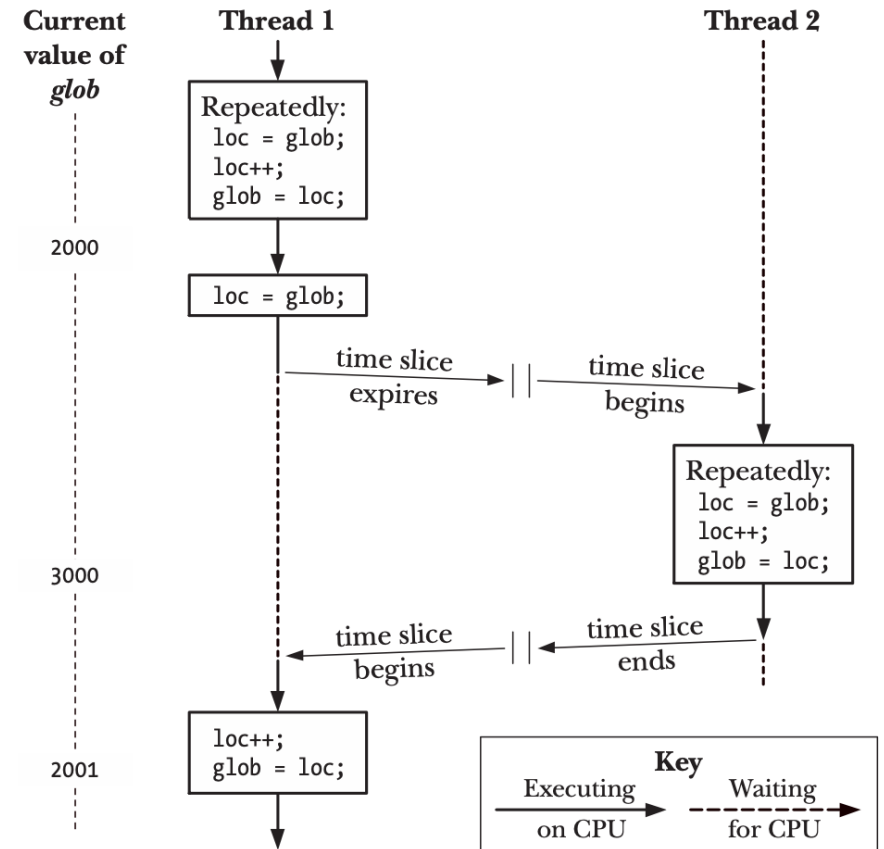 Current
value of
glob
Thread 1
Thread 2
Repeatedly:
loc = glob;
loc++;
glob = loc;
2000
loc = glob;
time slice
expires
time slice
begins
Repeatedly:
loc = glob;
loc++;
glob = loc;
3000
time slice
begins
time slice
ends
loc++;
glob = loc;
2001
Key
Executing
on CPU
Waiting
for CPU